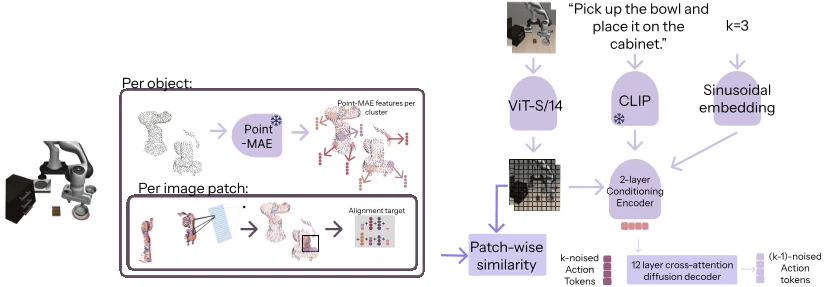 “Pick up the bowl and
place it on the
cabinet.”
k=3
Per object:
Point-MAE features per
cluster
Point
-MAE
ViT-S/14
CLIP
Sinusoidal
embedding
Per image patch:
Alignment target
2-layer
Conditioning
Encoder
Patch-wise
similarity
k-noised
Action
Tokens
12 layer cross-attention
diffusion decoder
(k-1)-noised
Action
tokens